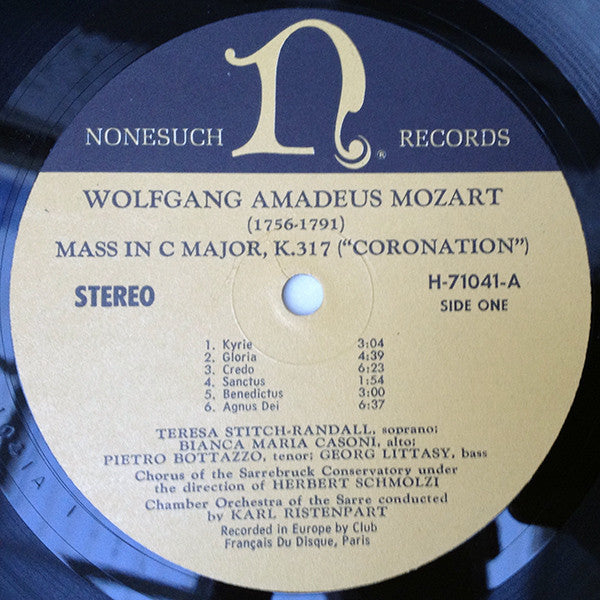 n
NONESUCH RECORDS
®
WOLFGANG AMADEUS MOZART
(1756-1791)
MASS IN C MAJOR, K.317 (“CORONATION”)
STEREO
H-71041-A
SIDE ONE
1. Kyrie 3:04
2. Gloria 4:39
3. Credo 6:23
4. Sanctus 1:54
5. Benedictus 3:00
6. Agnus Dei 6:37
TERESA STITCH-RANDALL, soprano;
BIANCA MARIA CASONI, alto;
PIETRO BOTTAZZO, tenor; GEORG LITTASY, bass
Chorus of the Sarrebruck Conservatory under
the direction of HERBERT SCHMOLZI
Chamber Orchestra of the Sarre conducted
by KARL RISTENPART
Recorded in Europe by Club
Français Du Disque, Paris